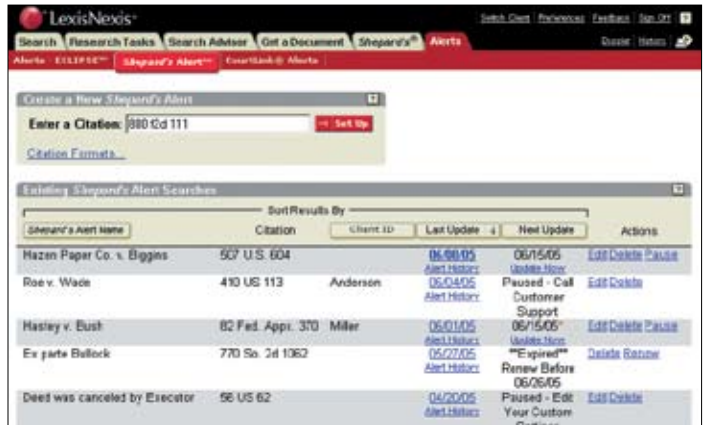 LexisNexis
Switch Client Preferences Feedback Sign Off ?
Search Research Tasks Search Advisor Get a Document Shepard's® Alerts
Dossier History
Alerts ECLIPSE™ Shepard's Alert™ CourtLink® Alerts
Create a New Shepard's Alert ?
Enter a Citation: 880 f2d 111 → Set Up
Citation Formats...
Existing Shepard's Alert Searches ?
Sort Results By
Shepard's Alert Name Citation Client ID Last Update ↓ Next Update Actions
Hazen Paper Co. v. Biggins 507 U.S. 604 06/08/05 06/15/05 Edit Delete Pause
Alert History Update Now
Roe v. Wade 410 US 113 Anderson 06/04/05 Paused - Call Edit Delete
Alert History Customer
Support
Hasley v. Bush 82 Fed. Appx. 370 Miller 06/01/05 06/15/05* Edit Delete Pause
Alert History Update Now
Ex parte Bullock 770 So. 2d 1062 05/27/05 **Expired** Delete Renew
Alert History Renew Before
06/26/05
Deed was canceled by Executor 56 US 62 04/20/05 Paused - Edit Edit Delete
Alert History Your Custom